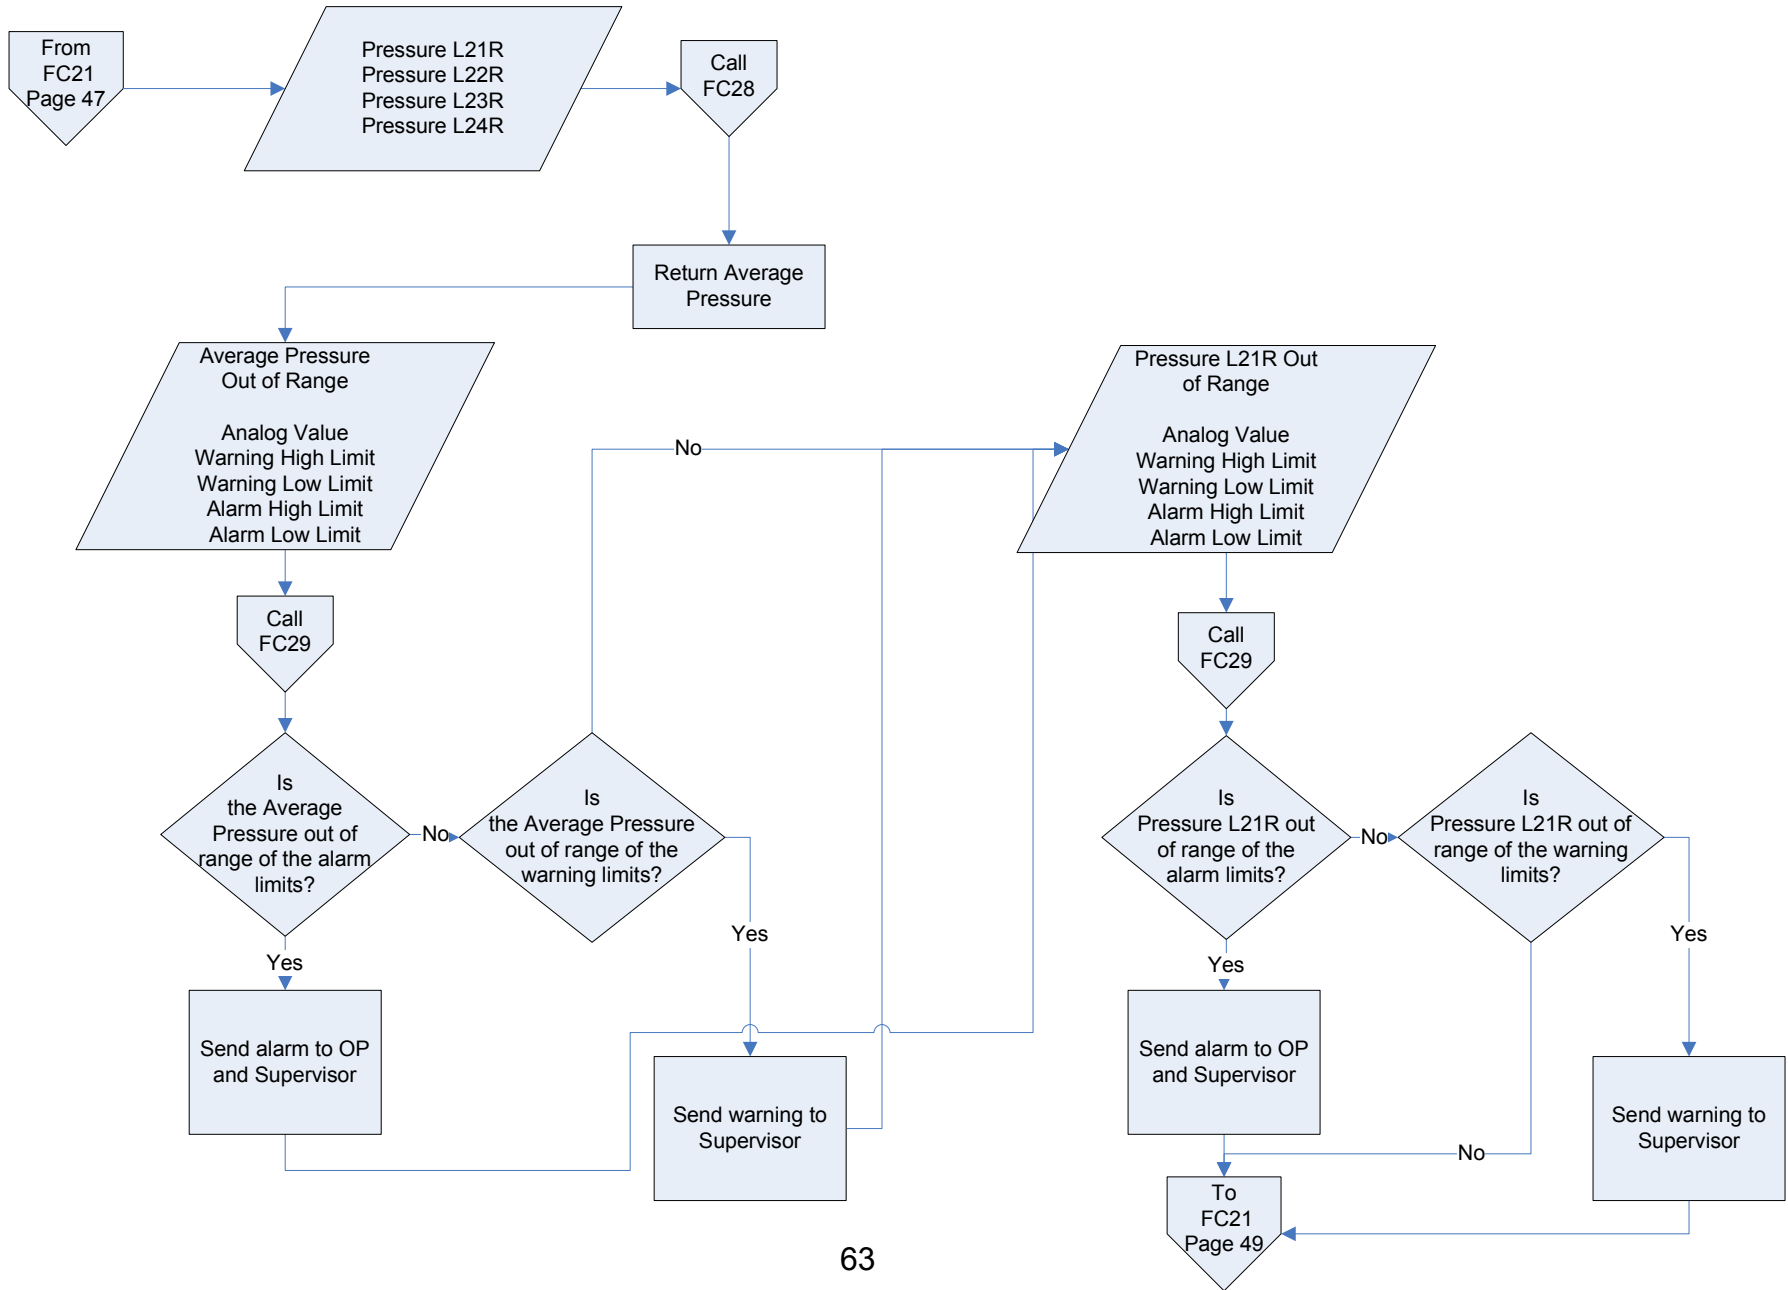 From
FC21
Page 47
Pressure L21R
Pressure L22R
Pressure L23R
Pressure L24R
Call
FC28
Return Average
Pressure
Average Pressure
Out of Range
Analog Value
Warning High Limit
Warning Low Limit
Alarm High Limit
Alarm Low Limit
Call
FC29
Is
the Average
Pressure out of
range of the alarm
limits?
No
Is
the Average Pressure
out of range of the
warning limits?
No
Yes
Yes
Send alarm to OP
and Supervisor
Send warning to
Supervisor
Pressure L21R Out
of Range
Analog Value
Warning High Limit
Warning Low Limit
Alarm High Limit
Alarm Low Limit
Call
FC29
Is
Pressure L21R out
of range of the
alarm limits?
No
Is
Pressure L21R out of
range of the warning
limits?
Yes
Yes
Send alarm to OP
and Supervisor
Send warning to
Supervisor
No
To
FC21
Page 49
63